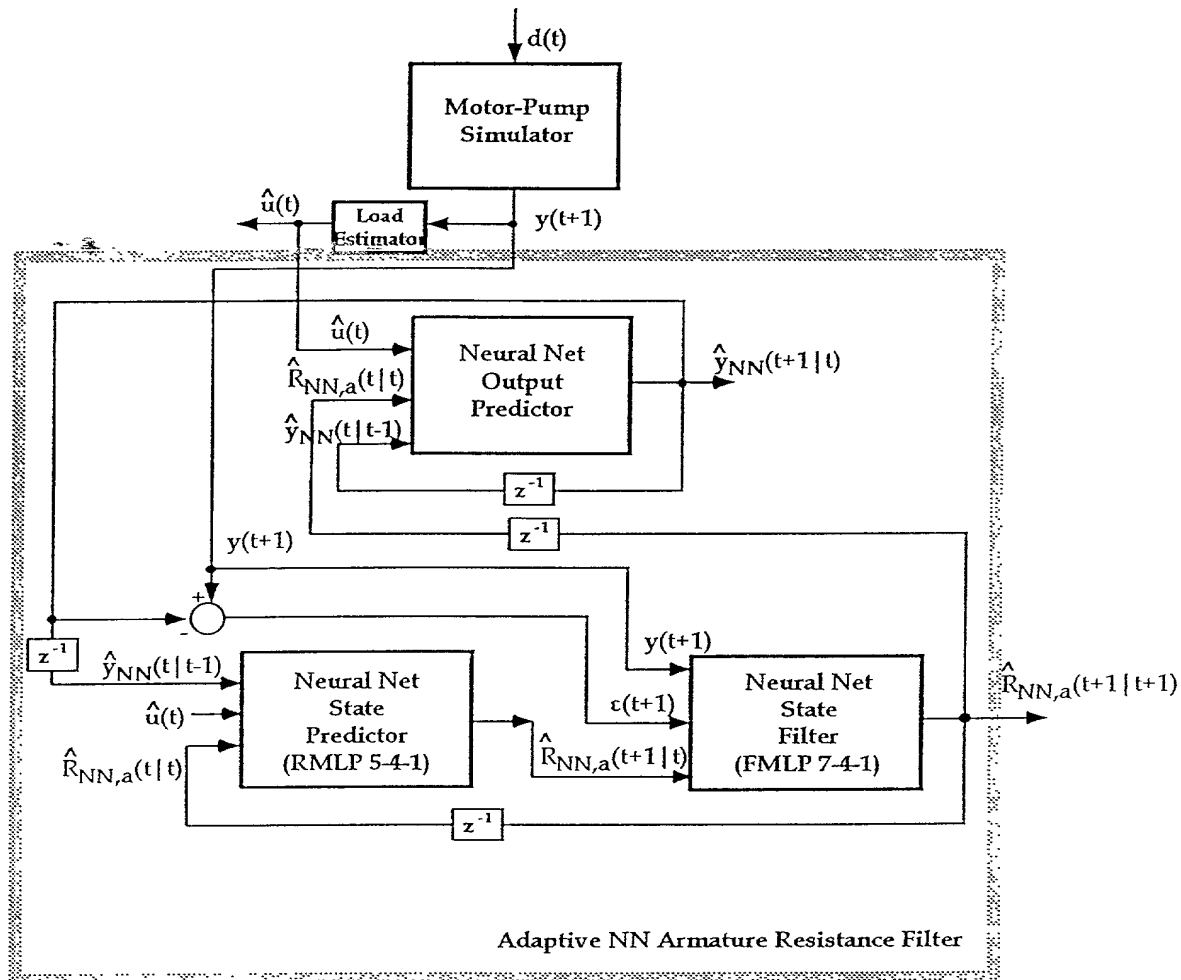 d(t)
Motor-Pump
Simulator
û(t)
Load
Estimator
y(t+1)
û(t)
R̂NN,a(t|t)
ŷNN(t|t-1)
Neural Net
Output
Predictor
ŷNN(t+1|t)
z⁻¹
z⁻¹
y(t+1)
+
-
z⁻¹
ŷNN(t|t-1)
û(t)
R̂NN,a(t|t)
Neural Net
State
Predictor
(RMLP 5-4-1)
y(t+1)
ε(t+1)
R̂NN,a(t+1|t)
Neural Net
State
Filter
(FMLP 7-4-1)
R̂NN,a(t+1|t+1)
z⁻¹
Adaptive NN Armature Resistance Filter